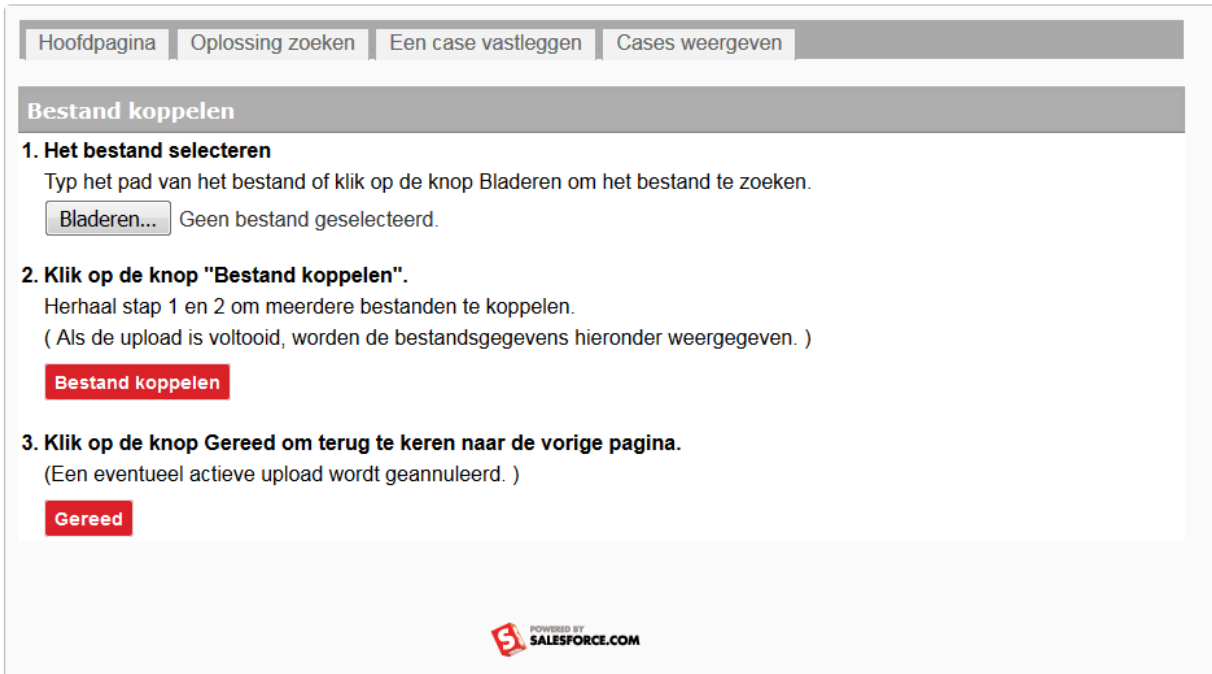 Hoofdpagina Oplossing zoeken Een case vastleggen Cases weergeven
Bestand koppelen
1. Het bestand selecteren
Typ het pad van het bestand of klik op de knop Bladeren om het bestand te zoeken.
Bladeren... Geen bestand geselecteerd.
2. Klik op de knop "Bestand koppelen".
Herhaal stap 1 en 2 om meerdere bestanden te koppelen.
( Als de upload is voltooid, worden de bestandsgegevens hieronder weergegeven. )
Bestand koppelen
3. Klik op de knop Gereed om terug te keren naar de vorige pagina.
(Een eventueel actieve upload wordt geannuleerd. )
Gereed
S
POWERED BY
SALESFORCE.COM